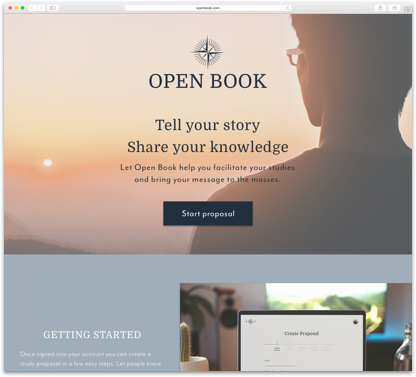 openbook.com
OPEN BOOK
Tell your story
Share your knowledge
Let Open Book help you facilitate your studies
and bring your message to the masses.
Start proposal
GETTING STARTED
Once signed into your account you can create a
study proposal in a few easy steps. Let people know
Create Proposal